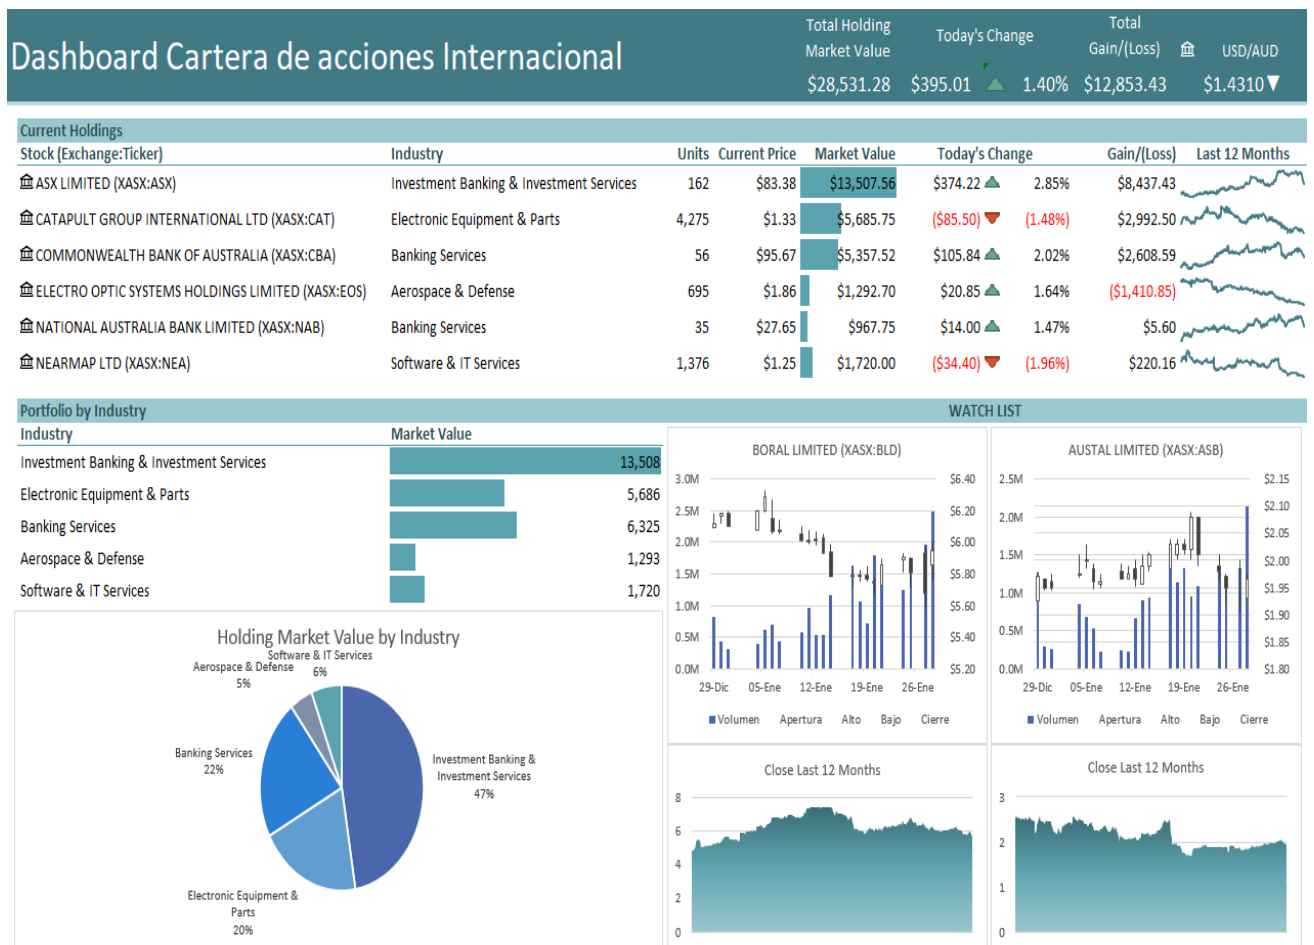 Dashboard Cartera de acciones Internacional
Total Holding Market Value
$28,531.28
Today's Change
$395.01 1.40%
Total Gain/(Loss)
$12,853.43
USD/AUD
$1.4310
Current Holdings
Stock (Exchange:Ticker) Industry Units Current Price Market Value Today's Change Gain/(Loss) Last 12 Months
ASX LIMITED (XASX:ASX) Investment Banking & Investment Services 162 $83.38 $13,507.56 $374.22 2.85% $8,437.43
CATAPULT GROUP INTERNATIONAL LTD (XASX:CAT) Electronic Equipment & Parts 4,275 $1.33 $5,685.75 ($85.50) (1.48%) $2,992.50
COMMONWEALTH BANK OF AUSTRALIA (XASX:CBA) Banking Services 56 $95.67 $5,357.52 $105.84 2.02% $2,608.59
ELECTRO OPTIC SYSTEMS HOLDINGS LIMITED (XASX:EOS) Aerospace & Defense 695 $1.86 $1,292.70 $20.85 1.64% ($1,410.85)
NATIONAL AUSTRALIA BANK LIMITED (XASX:NAB) Banking Services 35 $27.65 $967.75 $14.00 1.47% $5.60
NEARMAP LTD (XASX:NEA) Software & IT Services 1,376 $1.25 $1,720.00 ($34.40) (1.96%) $220.16
Portfolio by Industry
Industry Market Value
Investment Banking & Investment Services 13,508
Electronic Equipment & Parts 5,686
Banking Services 6,325
Aerospace & Defense 1,293
Software & IT Services 1,720
Holding Market Value by Industry
Software & IT Services
6%
Aerospace & Defense
5%
Banking Services
22%
Investment Banking &
Investment Services
47%
Electronic Equipment &
Parts
20%
WATCH LIST
BORAL LIMITED (XASX:BLD)
3.0M $6.40
2.5M $6.20
2.0M $6.00
1.5M $5.80
1.0M $5.60
0.5M $5.40
0.0M $5.20
29-Dic 05-Ene 12-Ene 19-Ene 26-Ene
Volumen Apertura Alto Bajo Cierre
AUSTAL LIMITED (XASX:ASB)
2.5M $2.15
$2.10
2.0M $2.05
1.5M $2.00
1.0M $1.95
$1.90
0.5M $1.85
0.0M $1.80
29-Dic 05-Ene 12-Ene 19-Ene 26-Ene
Volumen Apertura Alto Bajo Cierre
Close Last 12 Months
8
6
4
2
0
Close Last 12 Months
3
2
1
0